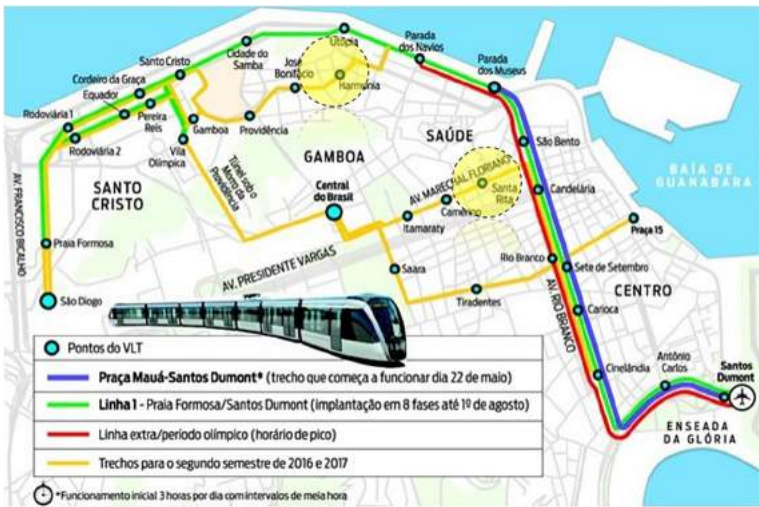 Utopia
Parada
dos Navios
Cidade do
Samba
José
Bonifácio
Harmonia
Santo Cristo
Cordeiro da Graça
Equador
Pereira
Reis
Rodoviária 1
Rodoviária 2
Gamboa
Providência
Vila
Olímpica
Parada
dos Museus
SAÚDE
GAMBOA
SANTO
CRISTO
Túnel sob o
Morro da
Providência
Central
do Brasil
AV. MARECHAL FLORIANO
Santa
Rita
Camerino
Itamaraty
São Bento
Candelária
BAÍA DE
GUANABARA
Praça 15
AV. FRANCISCO BICALHO
Praia Formosa
São Diogo
AV. PRESIDENTE VARGAS
Saara
Tiradentes
Rio Branco
Sete de Setembro
CENTRO
AV. RIO BRANCO
Carioca
Cinelândia
Antônio
Carlos
Santos
Dumont
ENSEADA
DA GLÓRIA
Pontos do VLT
Praça Mauá-Santos Dumont* (trecho que começa a funcionar dia 22 de maio)
Linha 1 - Praia Formosa/Santos Dumont (implantação em 8 fases até 1º de agosto)
Linha extra/período olímpico (horário de pico)
Trechos para o segundo semestre de 2016 e 2017
*Funcionamento inicial 3 horas por dia com intervalos de meia hora